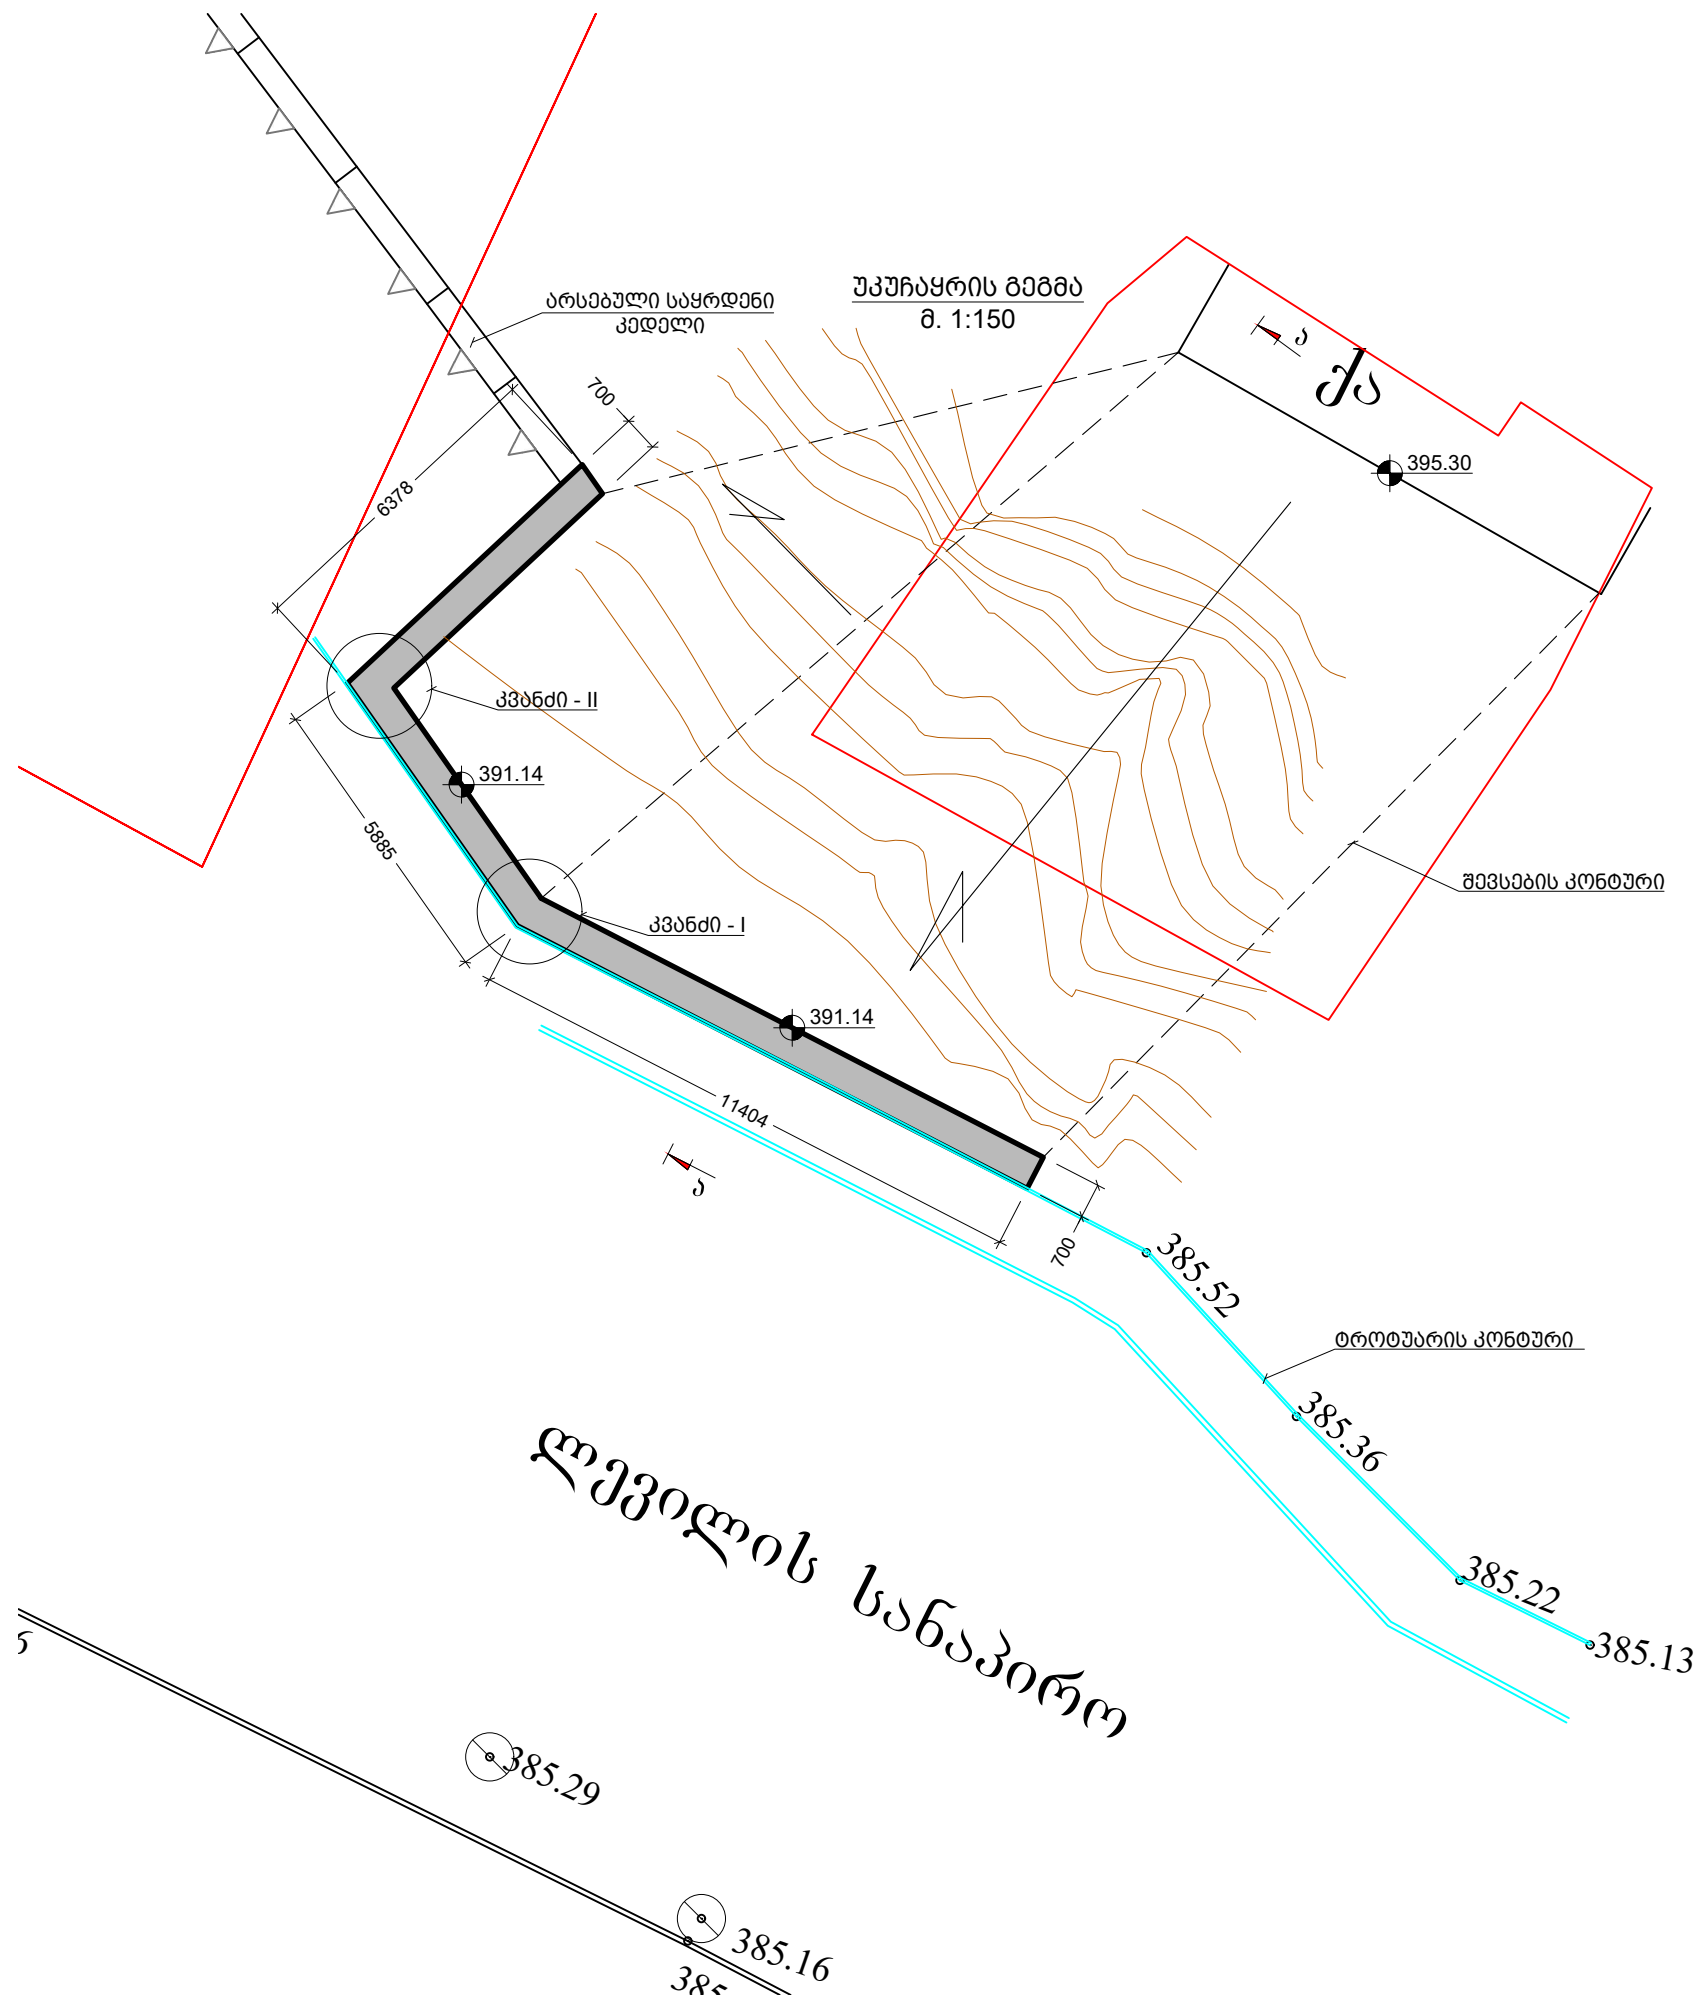 არსებული საყრდენი
კედელი
უკუჩაყრის გეგმა
მ. 1:150
ა
ქა
700
395.30
6378
კვანძი - II
391.14
5885
შევსების კონტური
კვანძი - I
391.14
11404
ა
700
385.52
ტროტუარის კონტური
385.36
ლევილის სანაპირო
385.22
385.13
385.29
385.16
385.